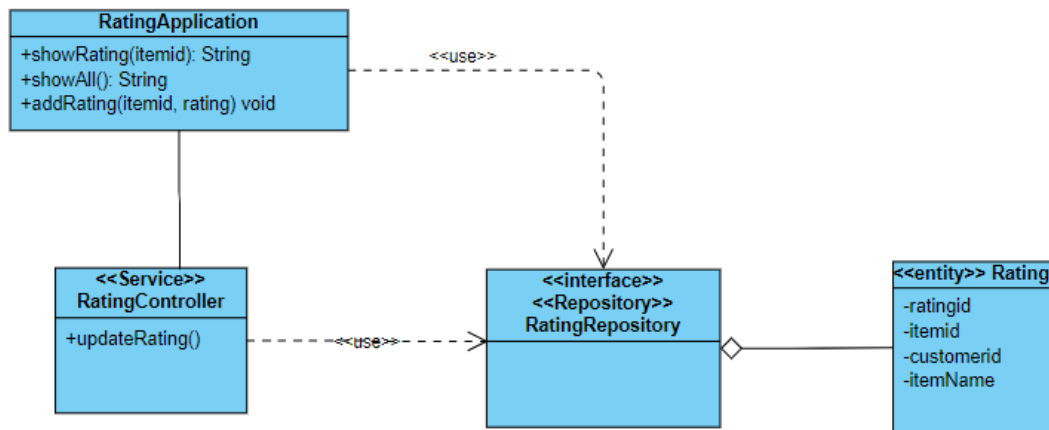 RatingApplication
+showRating(itemid): String
+showAll(): String
+addRating(itemid, rating) void
<<use>>
<<Service>>
RatingController
+updateRating()
<<use>>
<<interface>>
<<Repository>>
RatingRepository
<<entity>> Rating
-ratingid
-itemid
-customerid
-itemName